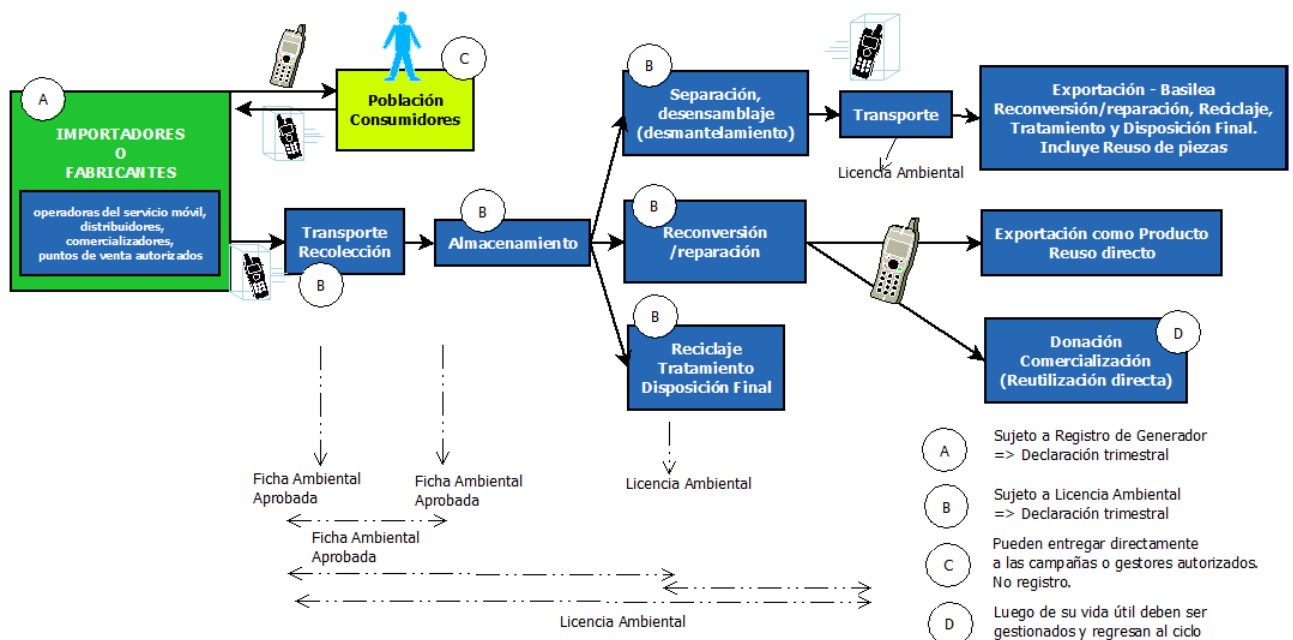 A
IMPORTADORES
O
FABRICANTES
operadoras del servicio móvil,
distribuidores,
comercializadores,
puntos de venta autorizados
C
Población
Consumidores
Transporte
Recolección
B
B
Almacenamiento
B
Separación,
desensamblaje
(desmantelamiento)
Transporte
Licencia Ambiental
Exportación - Basilea
Reconversión/reparación, Reciclaje,
Tratamiento y Disposición Final.
Incluye Reuso de piezas
B
Reconversión
/reparación
Exportación como Producto
Reuso directo
B
Reciclaje
Tratamiento
Disposición Final
D
Donación
Comercialización
(Reutilización directa)
Ficha Ambiental
Aprobada
Ficha Ambiental
Aprobada
Licencia Ambiental
Ficha Ambiental
Aprobada
Licencia Ambiental
A
Sujeto a Registro de Generador
=> Declaración trimestral
B
Sujeto a Licencia Ambiental
=> Declaración trimestral
C
Pueden entregar directamente
a las campañas o gestores autorizados.
No registro.
D
Luego de su vida útil deben ser
gestionados y regresan al ciclo